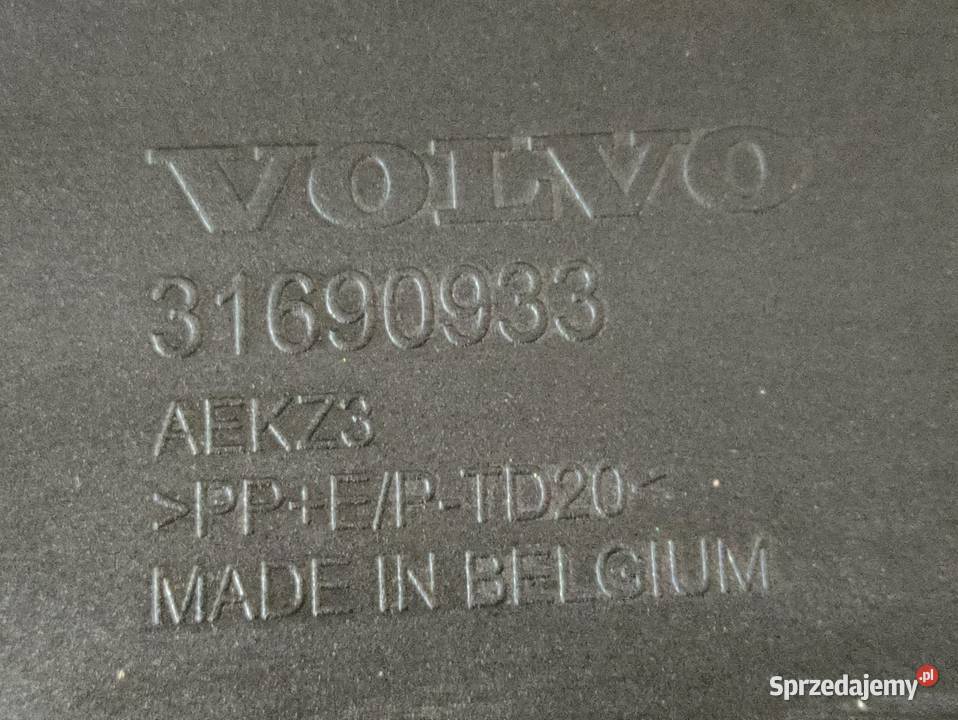 VOLVO
31690933
AEKZ3
>PP+E/P-TD20<
MADE IN BELGIUM
Sprzedajemy.pl